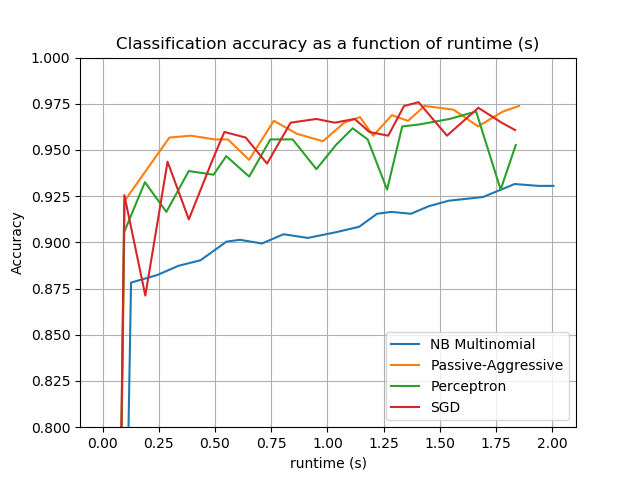 Classification accuracy as a function of runtime (s)
1.000
0.975
0.950
0.925
0.900
0.875
0.850
0.825
0.800
Accuracy
NB Multinomial
Passive-Aggressive
Perceptron
SGD
0.00 0.25 0.50 0.75 1.00 1.25 1.50 1.75 2.00
runtime (s)